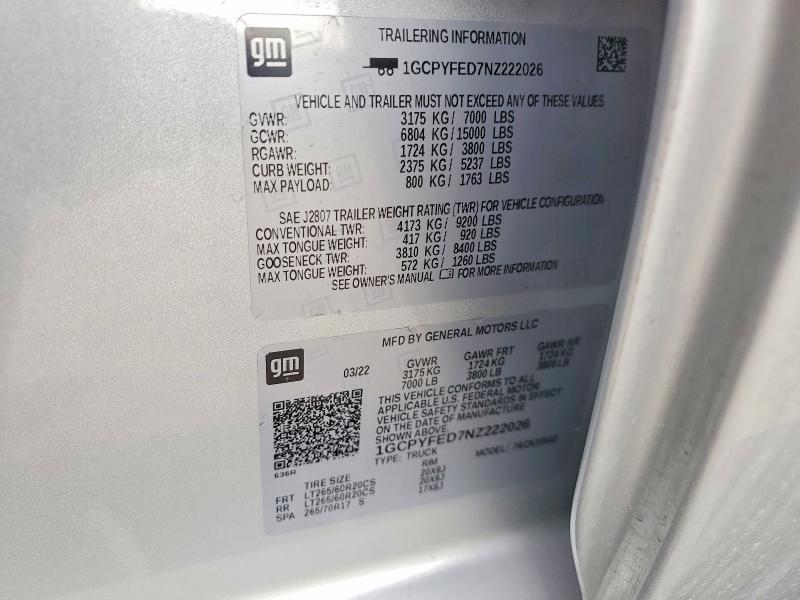 gm
TRAILERING INFORMATION
1GCPYFED7NZ222026
VEHICLE AND TRAILER MUST NOT EXCEED ANY OF THESE VALUES
GVWR: 3175 KG/ 7000 LBS
GCWR: 6804 KG/15000 LBS
RGAWR: 1724 KG/ 3800 LBS
CURB WEIGHT: 2375 KG/ 5237 LBS
MAX PAYLOAD: 800 KG/ 1763 LBS
SAE J2807 TRAILER WEIGHT RATING (TWR) FOR VEHICLE CONFIGURATION
CONVENTIONAL TWR: 4173 KG/ 9200 LBS
MAX TONGUE WEIGHT: 417 KG/ 920 LBS
GOOSENECK TWR: 3810 KG/ 8400 LBS
MAX TONGUE WEIGHT: 572 KG/ 1260 LBS
SEE OWNER'S MANUAL FOR MORE INFORMATION
gm
MFD BY GENERAL MOTORS LLC
03/22
GVWR GAWR FRT GAWR RR
3175 KG 1724 KG 1724 KG
7000 LB 3800 LB 3800 LB
THIS VEHICLE CONFORMS TO ALL
APPLICABLE U.S. FEDERAL MOTOR
VEHICLE SAFETY STANDARDS IN EFFECT
ON THE DATE OF MANUFACTURE
SHOWN ABOVE.
1GCPYFED7NZ222026
TYPE: TRUCK MODEL:
636R
TIRE SIZE RIM
FRT LT265/60R20CS 20X9J
RR LT265/60R20CS 20X9J
SPA 265/70R17 S 17X8J